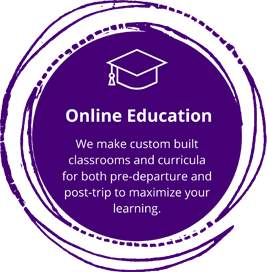 Online Education
We make custom built
classrooms and curricula
for both pre-departure and
post-trip to maximize your
learning.